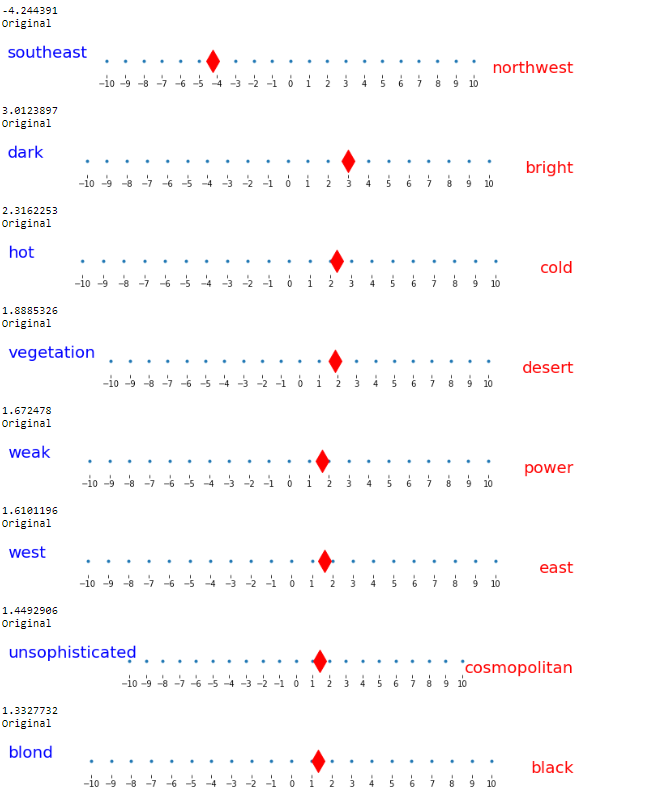 -4.244391
Original
southeast
northwest
−10 −9 −8 −7 −6 −5 −4 −3 −2 −1 0 1 2 3 4 5 6 7 8 9 10
3.0123897
Original
dark
bright
−10 −9 −8 −7 −6 −5 −4 −3 −2 −1 0 1 2 3 4 5 6 7 8 9 10
2.3162253
Original
hot
cold
−10 −9 −8 −7 −6 −5 −4 −3 −2 −1 0 1 2 3 4 5 6 7 8 9 10
1.8885326
Original
vegetation
desert
−10 −9 −8 −7 −6 −5 −4 −3 −2 −1 0 1 2 3 4 5 6 7 8 9 10
1.672478
Original
weak
power
−10 −9 −8 −7 −6 −5 −4 −3 −2 −1 0 1 2 3 4 5 6 7 8 9 10
1.6101196
Original
west
east
−10 −9 −8 −7 −6 −5 −4 −3 −2 −1 0 1 2 3 4 5 6 7 8 9 10
1.4492906
Original
unsophisticated
cosmopolitan
−10 −9 −8 −7 −6 −5 −4 −3 −2 −1 0 1 2 3 4 5 6 7 8 9 10
1.3327732
Original
blond
black
−10 −9 −8 −7 −6 −5 −4 −3 −2 −1 0 1 2 3 4 5 6 7 8 9 10